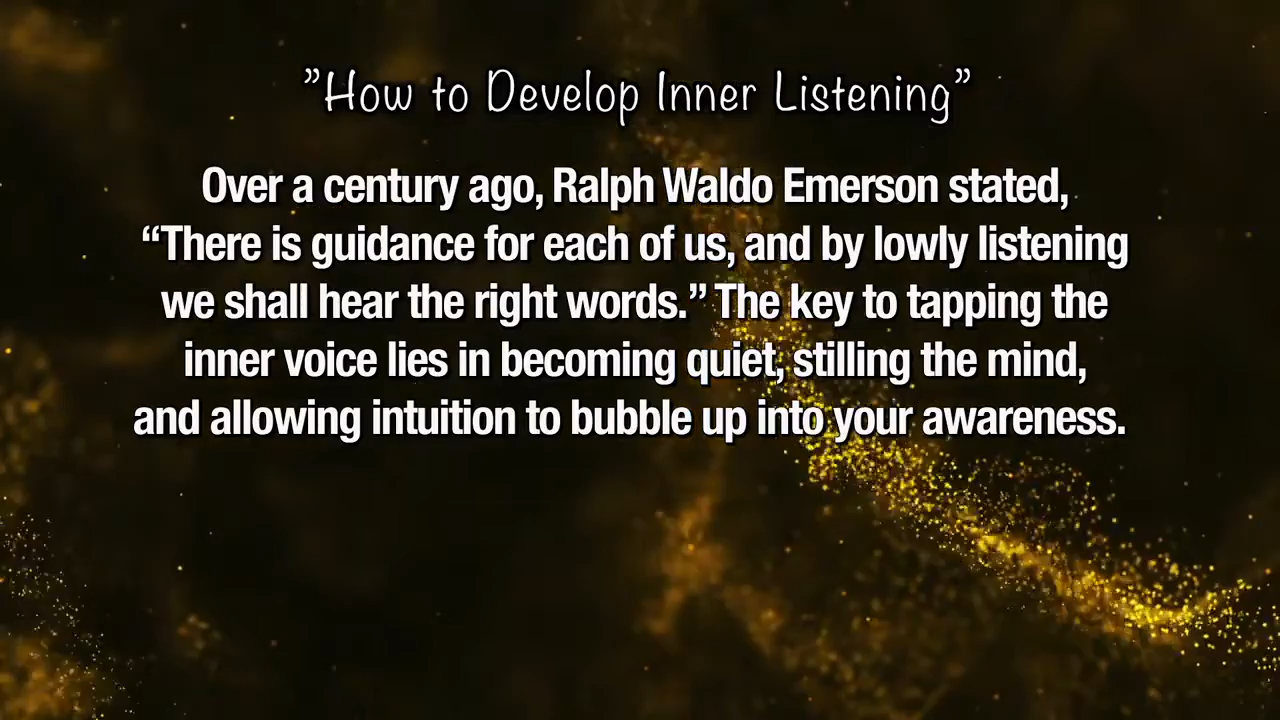 ”How to Develop Inner Listening”
Over a century ago, Ralph Waldo Emerson stated,
“There is guidance for each of us, and by lowly listening
we shall hear the right words.” The key to tapping the
inner voice lies in becoming quiet, stilling the mind,
and allowing intuition to bubble up into your awareness.